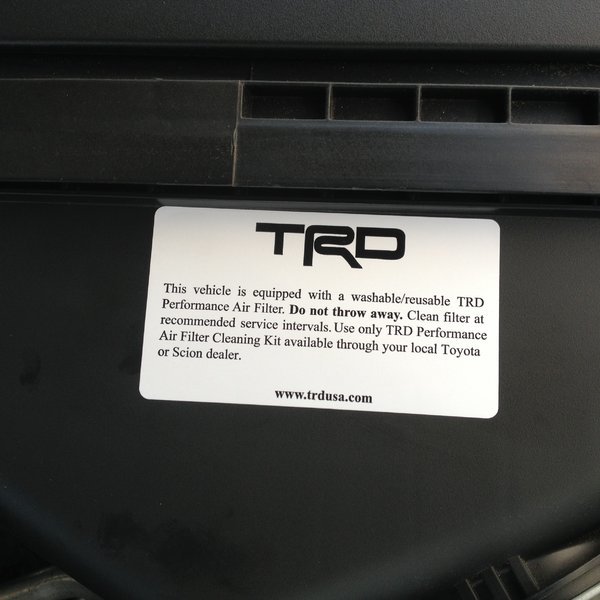 TRD
This vehicle is equipped with a washable/reusable TRD
Performance Air Filter. Do not throw away. Clean filter at
recommended service intervals. Use only TRD Performance
Air Filter Cleaning Kit available through your local Toyota
or Scion dealer.
www.trdusa.com